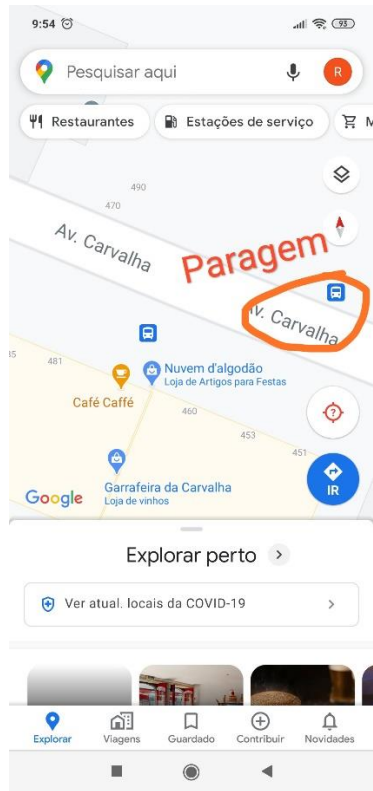 9:54
93
Pesquisar aqui
R
Restaurantes
Estações de serviço
M
490
470
Av. Carvalha
Paragem
Av. Carvalha
481
Nuvem d'algodão
Loja de Artigos para Festas
Café Caffé
460
453
451
Garrafeira da Carvalha
Loja de vinhos
Google
IR
Explorar perto
Ver atual. locais da COVID-19
Explorar
Viagens
Guardado
Contribuir
Novidades